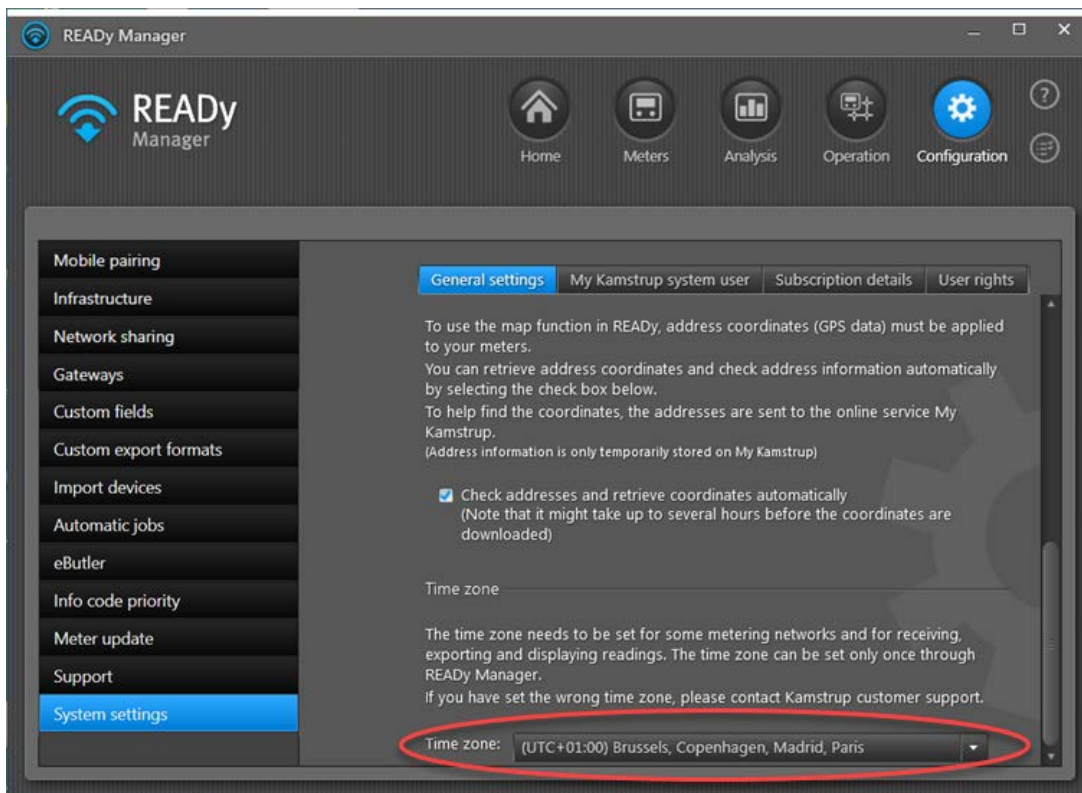 READy Manager
READy
Manager
Home
Meters
Analysis
Operation
Configuration
?
Mobile pairing
Infrastructure
Network sharing
Gateways
Custom fields
Custom export formats
Import devices
Automatic jobs
eButler
Info code priority
Meter update
Support
System settings
General settings
My Kamstrup system user
Subscription details
User rights
To use the map function in READy, address coordinates (GPS data) must be applied
to your meters.
You can retrieve address coordinates and check address information automatically
by selecting the check box below.
To help find the coordinates, the addresses are sent to the online service My
Kamstrup.
(Address information is only temporarily stored on My Kamstrup)
Check addresses and retrieve coordinates automatically
(Note that it might take up to several hours before the coordinates are
downloaded)
Time zone
The time zone needs to be set for some metering networks and for receiving,
exporting and displaying readings. The time zone can be set only once through
READy Manager.
If you have set the wrong time zone, please contact Kamstrup customer support.
Time zone: (UTC+01:00) Brussels, Copenhagen, Madrid, Paris